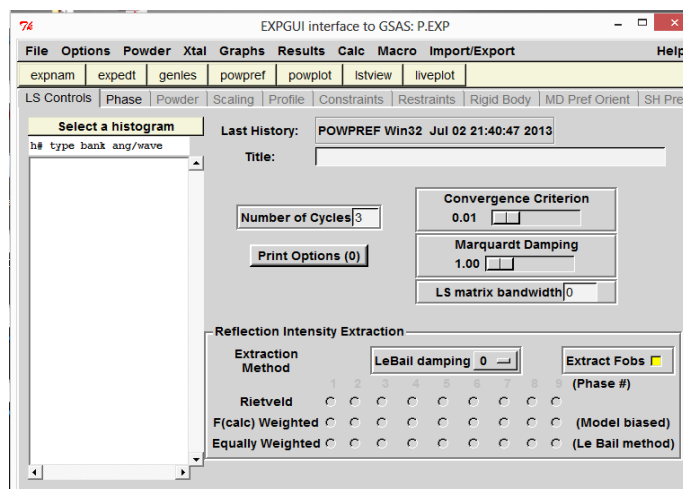 7% EXPGUI interface to GSAS: P.EXP
File Options Powder Xtal Graphs Results Calc Macro Import/Export Help
expnam expedt genles powpref powplot lstview liveplot
LS Controls Phase Powder Scaling Profile Constraints Restraints Rigid Body MD Pref Orient SH Pre
Select a histogram
h# type bank ang/wave
Last History: POWPREF Win32 Jul 02 21:40:47 2013
Title:
Number of Cycles 3
Print Options (0)
Convergence Criterion
0.01
Marquardt Damping
1.00
LS matrix bandwidth 0
Reflection Intensity Extraction
Extraction
Method
LeBail damping 0
Extract Fobs
1 2 3 4 5 6 7 8 9 (Phase #)
Rietveld
F(calc) Weighted (Model biased)
Equally Weighted (Le Bail method)